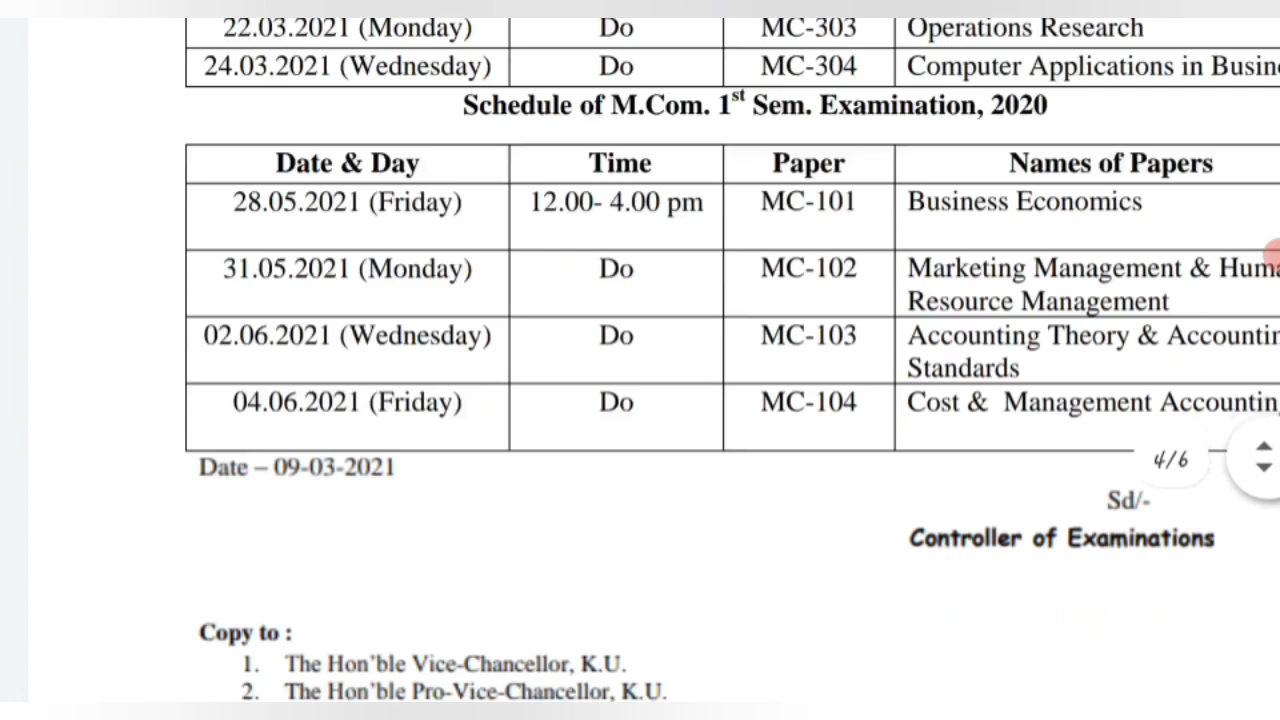 22.03.2021 (Monday) Do MC-303 Operations Research
24.03.2021 (Wednesday) Do MC-304 Computer Applications in
Schedule of M.Com. 1st Sem. Examination, 2020
Date & Day Time Paper Names of Papers
28.05.2021 (Friday) 12.00- 4.00 pm MC-101 Business Economics
31.05.2021 (Monday) Do MC-102 Marketing Management &
Resource Management
02.06.2021 (Wednesday) Do MC-103 Accounting Theory &
Standards
04.06.2021 (Friday) Do MC-104 Cost & Management
Date – 09-03-2021
4/6
Sd/-
Controller of Examinations
Copy to :
1. The Hon'ble Vice-Chancellor, K.U.
2. The Hon'ble Pro-Vice-Chancellor, K.U.